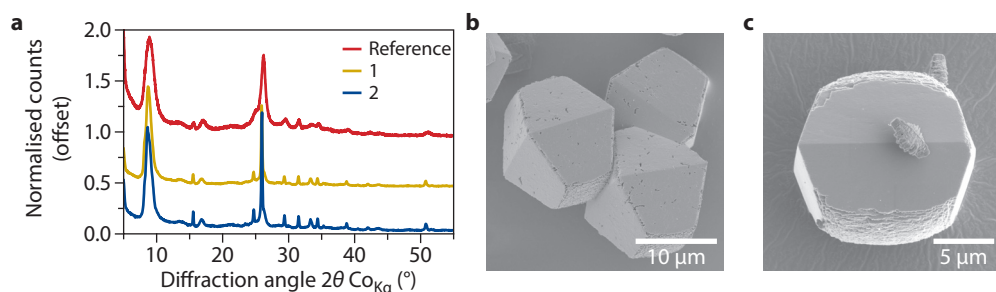 a
2.0
1.5
1.0
0.5
0.0
Normalised counts
(offset)
Reference
1
2
10
20
30
40
50
Diffraction angle 2θ Co_Kα (°)
b
10 µm
c
5 µm